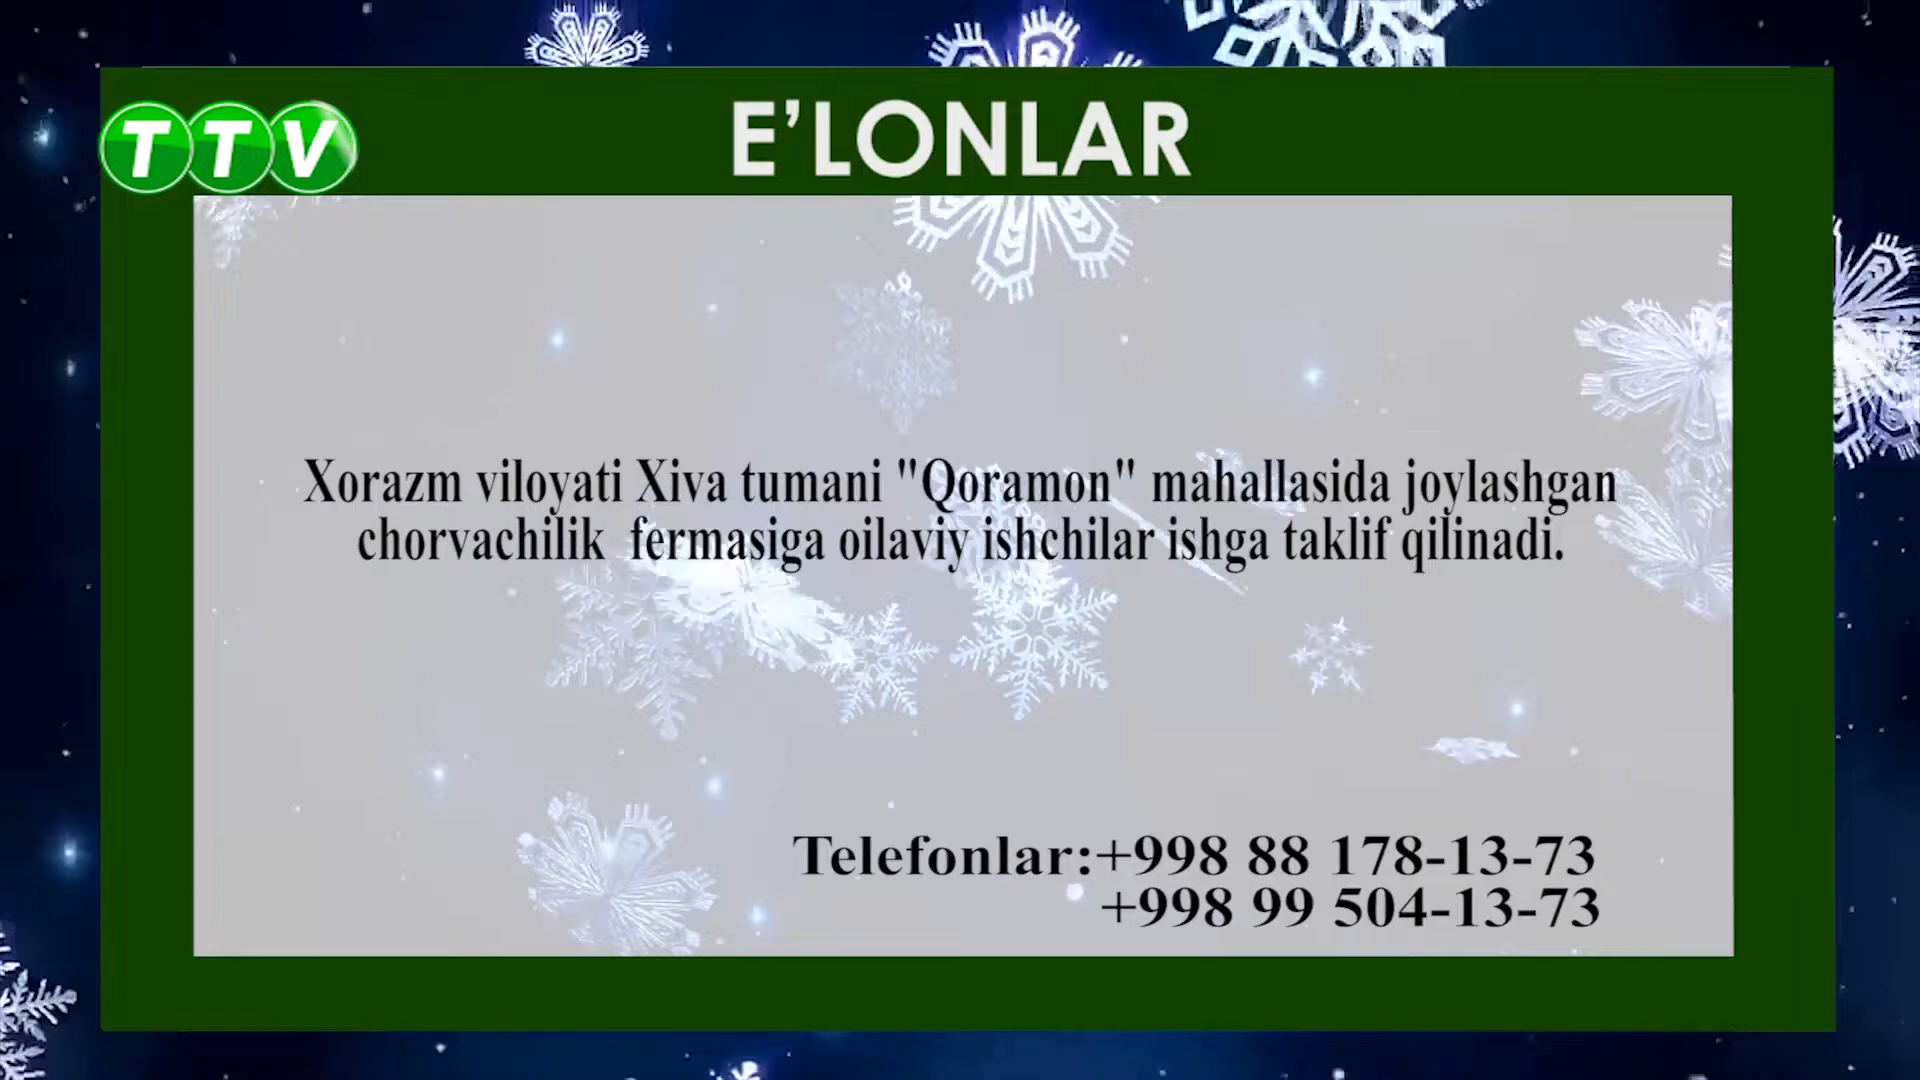 TTV
E’LONLAR
Xorazm viloyati Xiva tumani "Qoramon" mahallasida joylashgan
chorvachilik fermasiga oilaviy ishchilar ishga taklif qilinadi.
Telefonlar:+998 88 178-13-73
+998 99 504-13-73